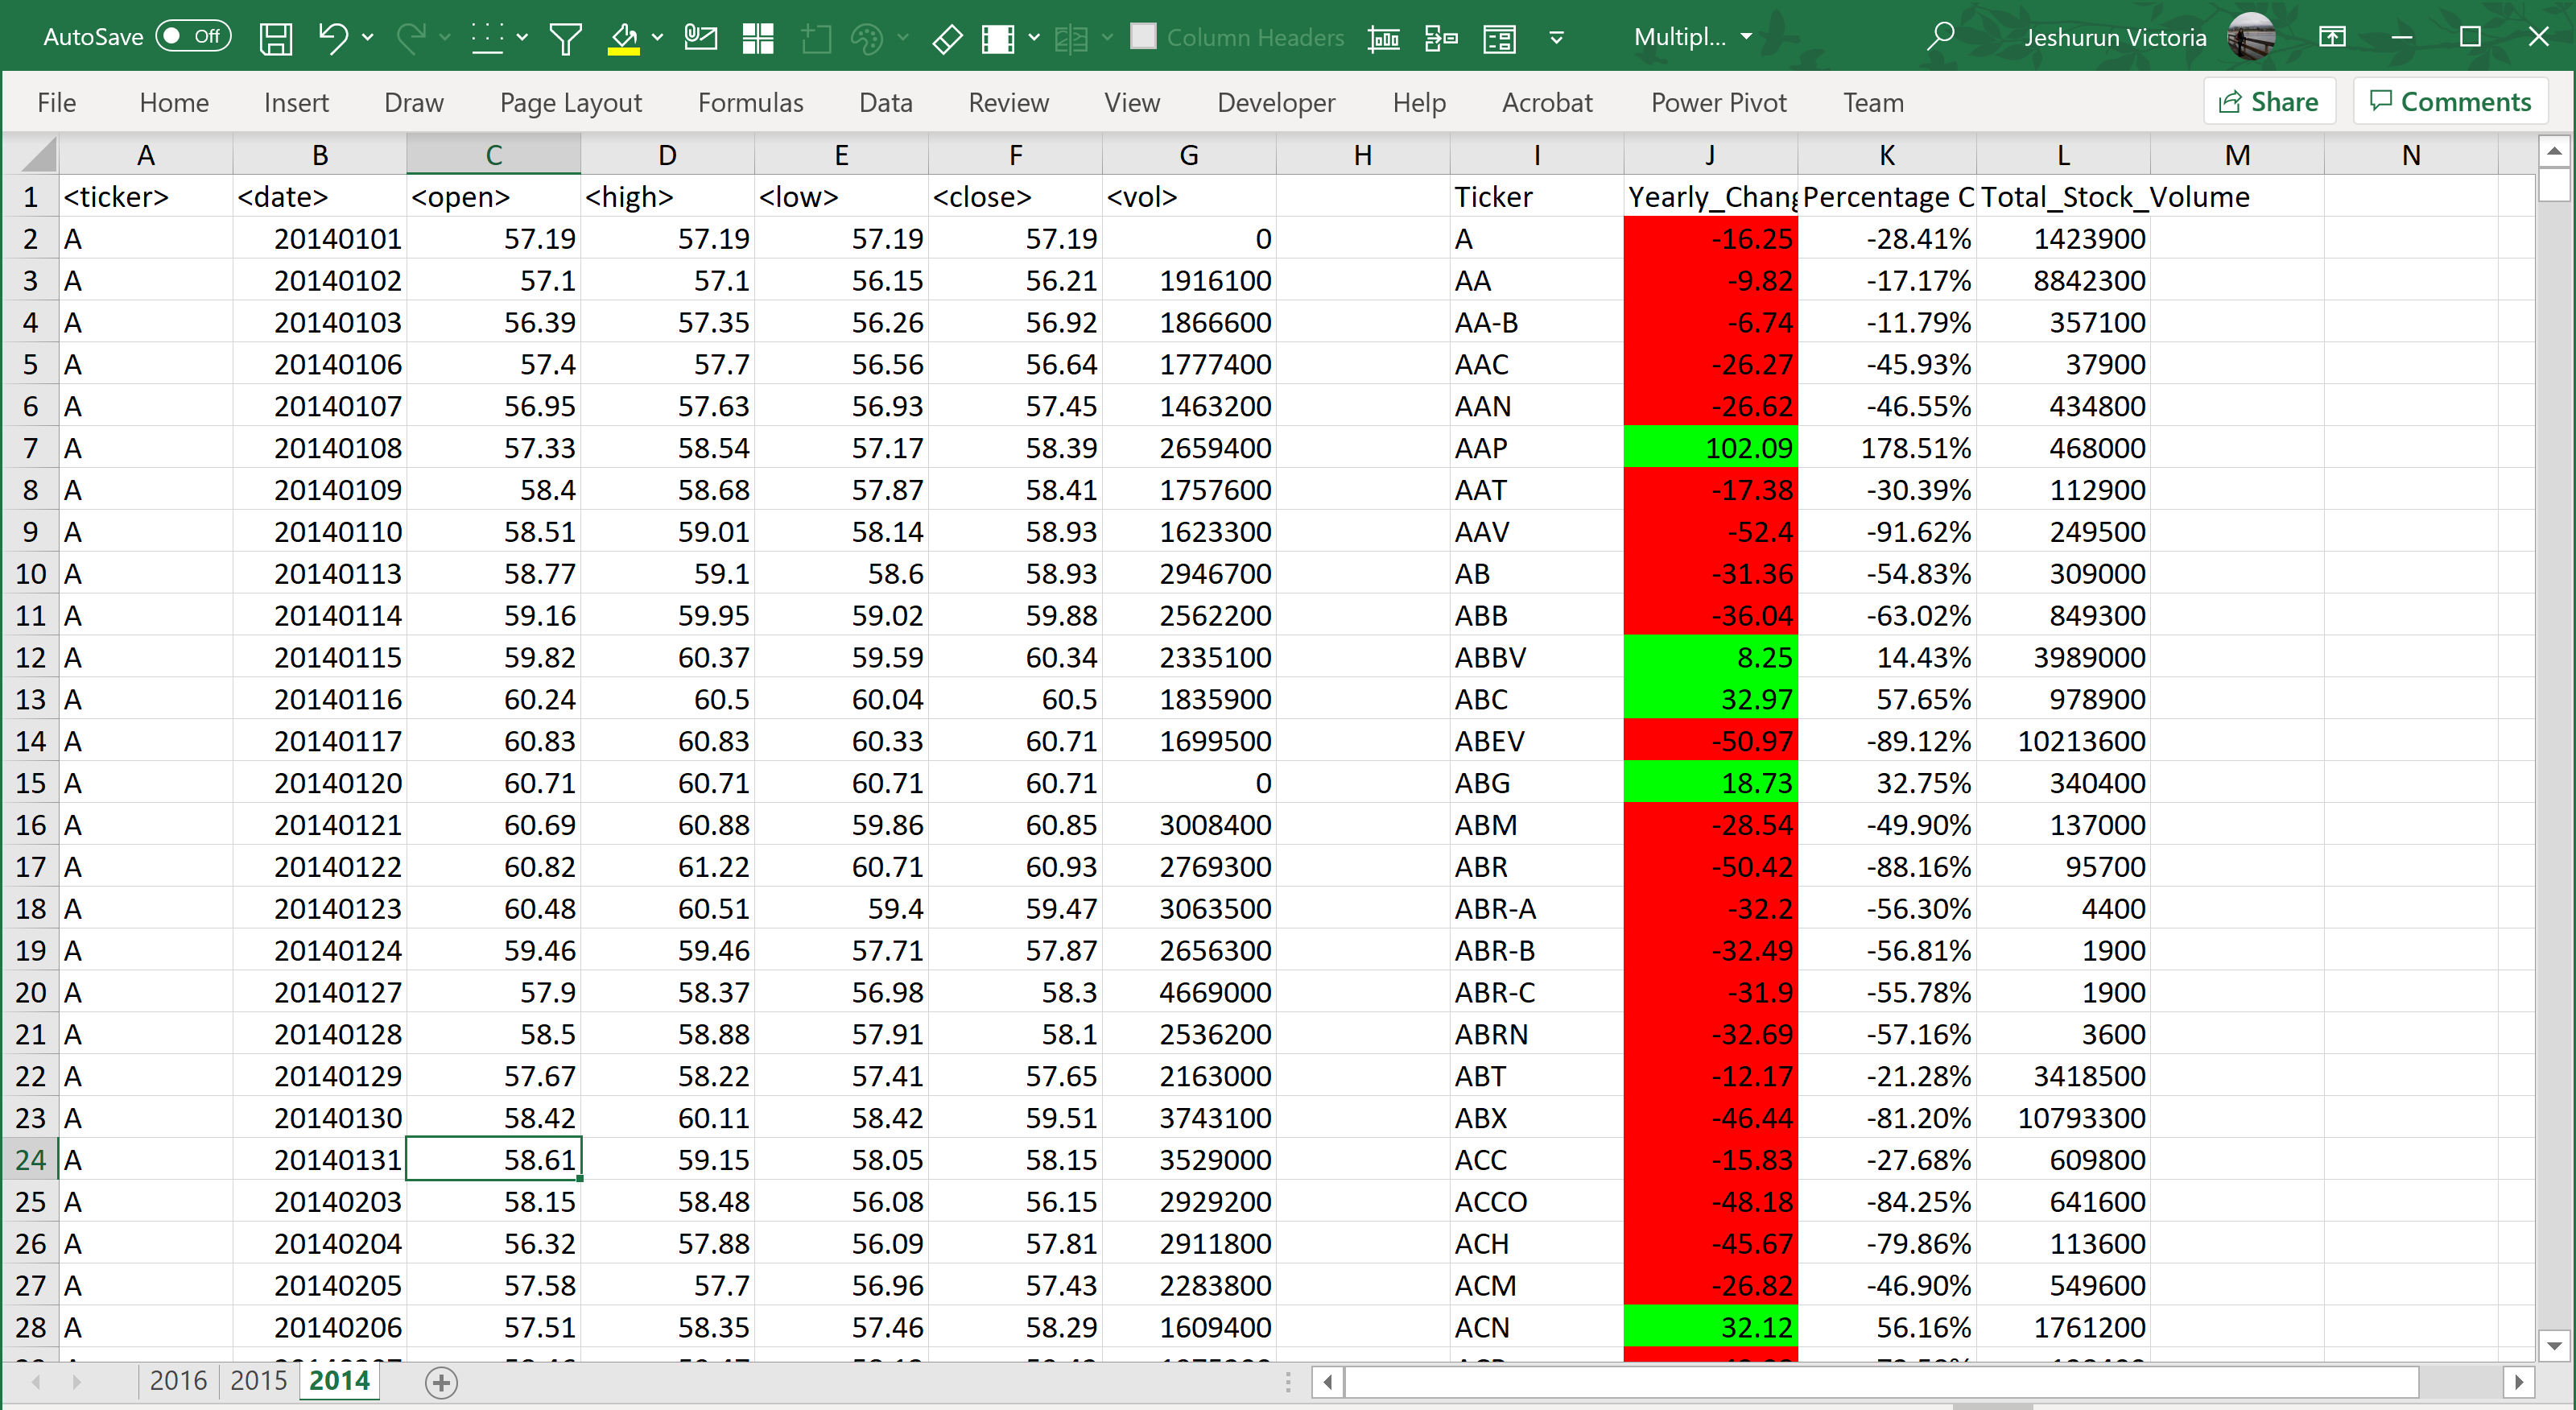 AutoSave Off Column Headers Multipl... Jeshurun Victoria
File Home Insert Draw Page Layout Formulas Data Review View Developer Help Acrobat Power Pivot Team Share Comments
A B C D E F G H I J K L M N
1 <ticker> <date> <open> <high> <low> <close> <vol> Ticker Yearly_Chang Percentage C Total_Stock_Volume
2 A 20140101 57.19 57.19 57.19 57.19 0 A -16.25 -28.41% 1423900
3 A 20140102 57.1 57.1 56.15 56.21 1916100 AA -9.82 -17.17% 8842300
4 A 20140103 56.39 57.35 56.26 56.92 1866600 AA-B -6.74 -11.79% 357100
5 A 20140106 57.4 57.7 56.56 56.64 1777400 AAC -26.27 -45.93% 37900
6 A 20140107 56.95 57.63 56.93 57.45 1463200 AAN -26.62 -46.55% 434800
7 A 20140108 57.33 58.54 57.17 58.39 2659400 AAP 102.09 178.51% 468000
8 A 20140109 58.4 58.68 57.87 58.41 1757600 AAT -17.38 -30.39% 112900
9 A 20140110 58.51 59.01 58.14 58.93 1623300 AAV -52.4 -91.62% 249500
10 A 20140113 58.77 59.1 58.6 58.93 2946700 AB -31.36 -54.83% 309000
11 A 20140114 59.16 59.95 59.02 59.88 2562200 ABB -36.04 -63.02% 849300
12 A 20140115 59.82 60.37 59.59 60.34 2335100 ABBV 8.25 14.43% 3989000
13 A 20140116 60.24 60.5 60.04 60.5 1835900 ABC 32.97 57.65% 978900
14 A 20140117 60.83 60.83 60.33 60.71 1699500 ABEV -50.97 -89.12% 10213600
15 A 20140120 60.71 60.71 60.71 60.71 0 ABG 18.73 32.75% 340400
16 A 20140121 60.69 60.88 59.86 60.85 3008400 ABM -28.54 -49.90% 137000
17 A 20140122 60.82 61.22 60.71 60.93 2769300 ABR -50.42 -88.16% 95700
18 A 20140123 60.48 60.51 59.4 59.47 3063500 ABR-A -32.2 -56.30% 4400
19 A 20140124 59.46 59.46 57.71 57.87 2656300 ABR-B -32.49 -56.81% 1900
20 A 20140127 57.9 58.37 56.98 58.3 4669000 ABR-C -31.9 -55.78% 1900
21 A 20140128 58.5 58.88 57.91 58.1 2536200 ABRN -32.69 -57.16% 3600
22 A 20140129 57.67 58.22 57.41 57.65 2163000 ABT -12.17 -21.28% 3418500
23 A 20140130 58.42 60.11 58.42 59.51 3743100 ABX -46.44 -81.20% 10793300
24 A 20140131 58.61 59.15 58.05 58.15 3529000 ACC -15.83 -27.68% 609800
25 A 20140203 58.15 58.48 56.08 56.15 2929200 ACCO -48.18 -84.25% 641600
26 A 20140204 56.32 57.88 56.09 57.81 2911800 ACH -45.67 -79.86% 113600
27 A 20140205 57.58 57.7 56.96 57.43 2283800 ACM -26.82 -46.90% 549600
28 A 20140206 57.51 58.35 57.46 58.29 1609400 ACN 32.12 56.16% 1761200
2016 2015 2014